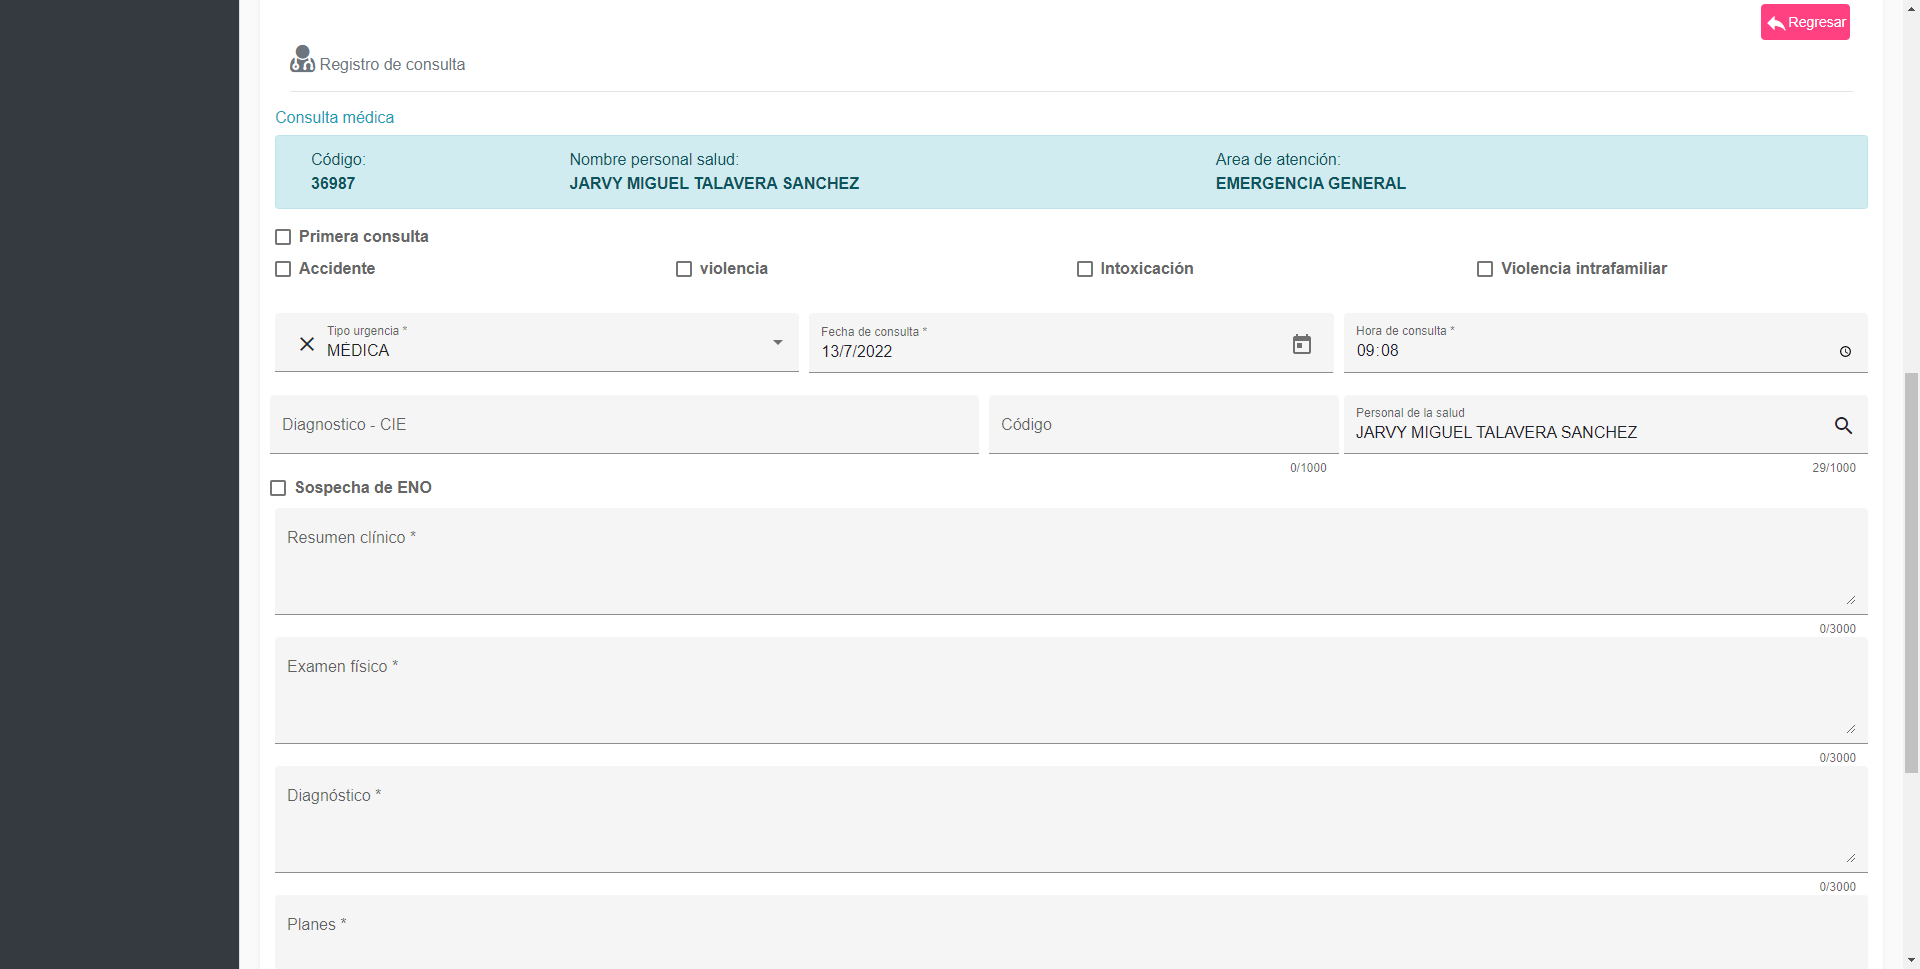 Regresar
Registro de consulta
Consulta médica
Código: Nombre personal salud: Area de atención:
36987 JARVY MIGUEL TALAVERA SANCHEZ EMERGENCIA GENERAL
Primera consulta
Accidente violencia Intoxicación Violencia intrafamiliar
Tipo urgencia * Fecha de consulta * Hora de consulta *
MÉDICA 13/7/2022 09:08
Personal de la salud
Diagnostico - CIE Código JARVY MIGUEL TALAVERA SANCHEZ
0/1000 29/1000
Sospecha de ENO
Resumen clínico *
0/3000
Examen físico *
0/3000
Diagnóstico *
0/3000
Planes *